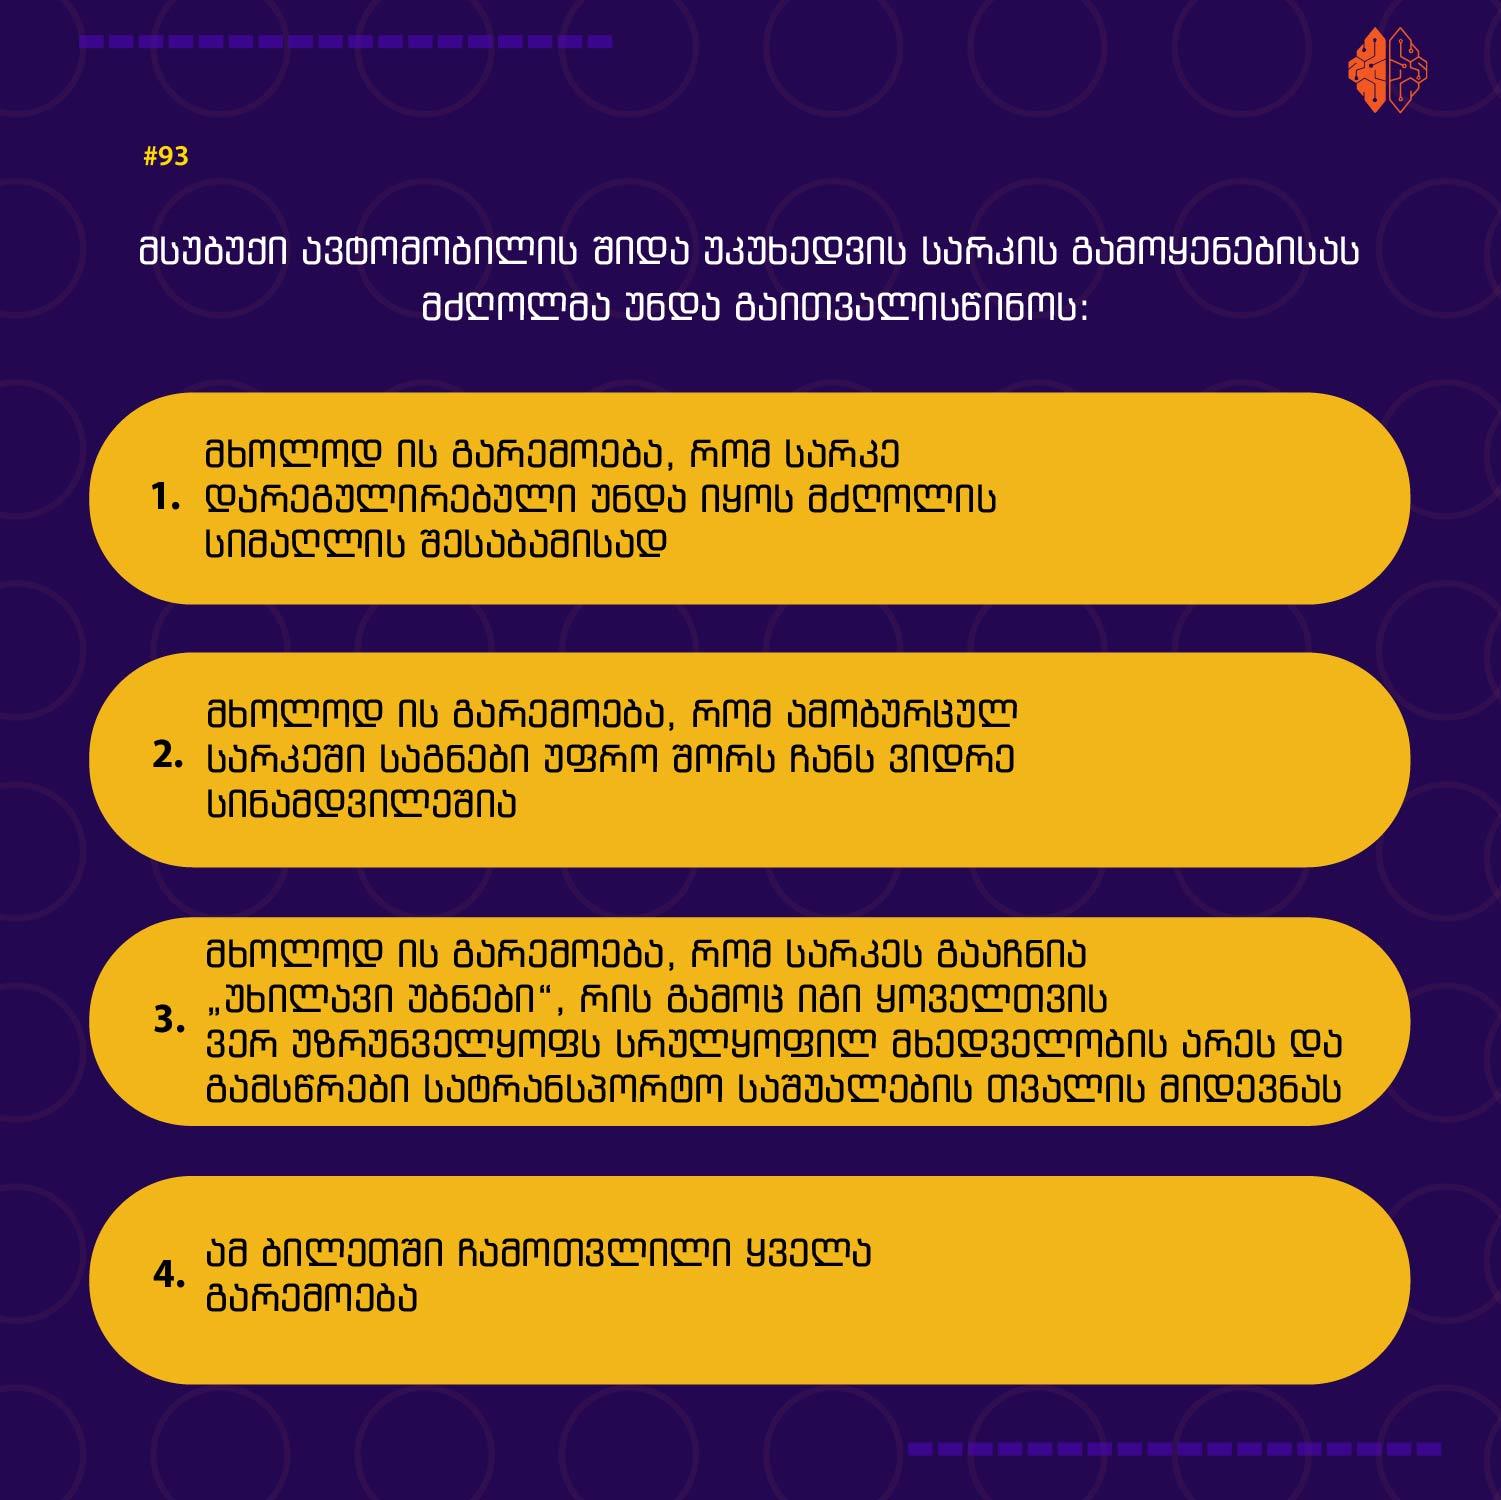 #93
მსუბუქი ავტომობილის შიდა უკუხედვის სარკის გამოყენებისას
მძღოლმა უნდა გაითვალისწინოს:
მხოლოდ ის გარემოება, რომ სარკე
1. დარეგულირებული უნდა იყოს მძღოლის
სიმაღლის შესაბამისად
მხოლოდ ის გარემოება, რომ ამობურცულ
2. სარკეში საგნები უფრო შორს ჩანს ვიდრე
სინამდვილეშია
მხოლოდ ის გარემოება, რომ სარკეს გააჩნია
„უხილავი უბნები“, რის გამოც იგი ყოველთვის
3. ვერ უზრუნველყოფს სრულყოფილ მხედველობის არეს და
გამსწრები სატრანსპორტო საშუალების თვალის მიდევნას
4. ამ ბილეთში ჩამოთვლილი ყველა
გარემოება